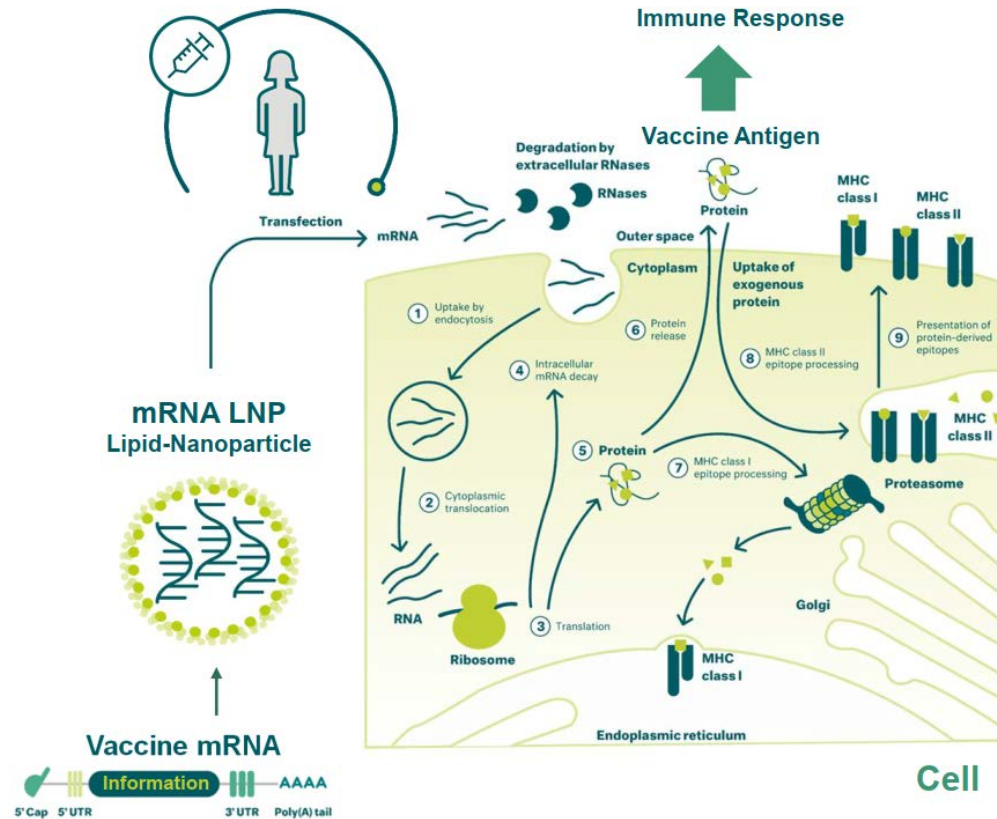 Immune Response
Vaccine Antigen
Degradation by
extracellular RNases
RNases
Transfection
mRNA
Protein
MHC
class I
MHC
class II
Outer space
Cytoplasm
Uptake of
exogenous
protein
1 Uptake by
endocytosis
6 Protein
release
4 Intracellular
mRNA decay
8 MHC class II
epitope processing
9 Presentation of
protein-derived
epitopes
mRNA LNP
Lipid-Nanoparticle
MHC
class II
5 Protein
7 MHC class I
epitope processing
Proteasome
2 Cytoplasmic
translocation
RNA
Ribosome
3 Translation
Golgi
MHC
class I
Endoplasmic reticulum
Vaccine mRNA
Information
AAAA
5' Cap 5' UTR 3' UTR Poly(A) tail
Cell